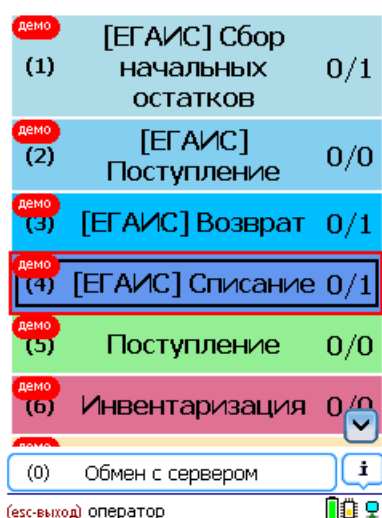 демо
[ЕГАИС] Сбор
(1) начальных 0/1
остатков
демо
[ЕГАИС]
(2) 0/0
Поступление
демо
(3) [ЕГАИС] Возврат 0/1
демо
(4) [ЕГАИС] Списание 0/1
демо
(5) Поступление 0/0
демо
(6) Инвентаризация 0/0
демо
(0) Обмен с сервером i
(esc-выход) оператор